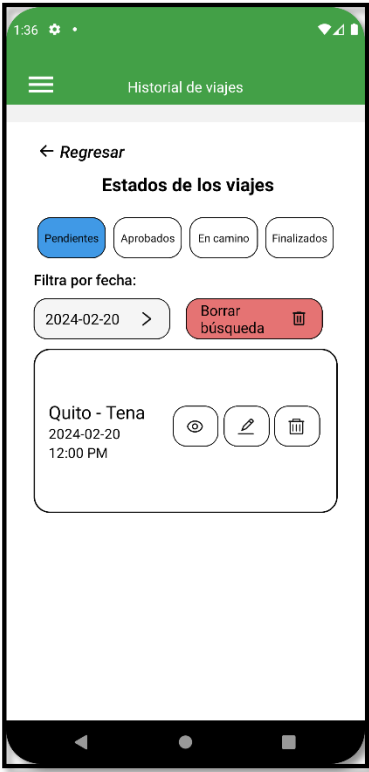 1:36
Historial de viajes
Regresar
Estados de los viajes
Pendientes
Aprobados
En camino
Finalizados
Filtra por fecha:
2024-02-20
Borrar
búsqueda
Quito - Tena
2024-02-20
12:00 PM